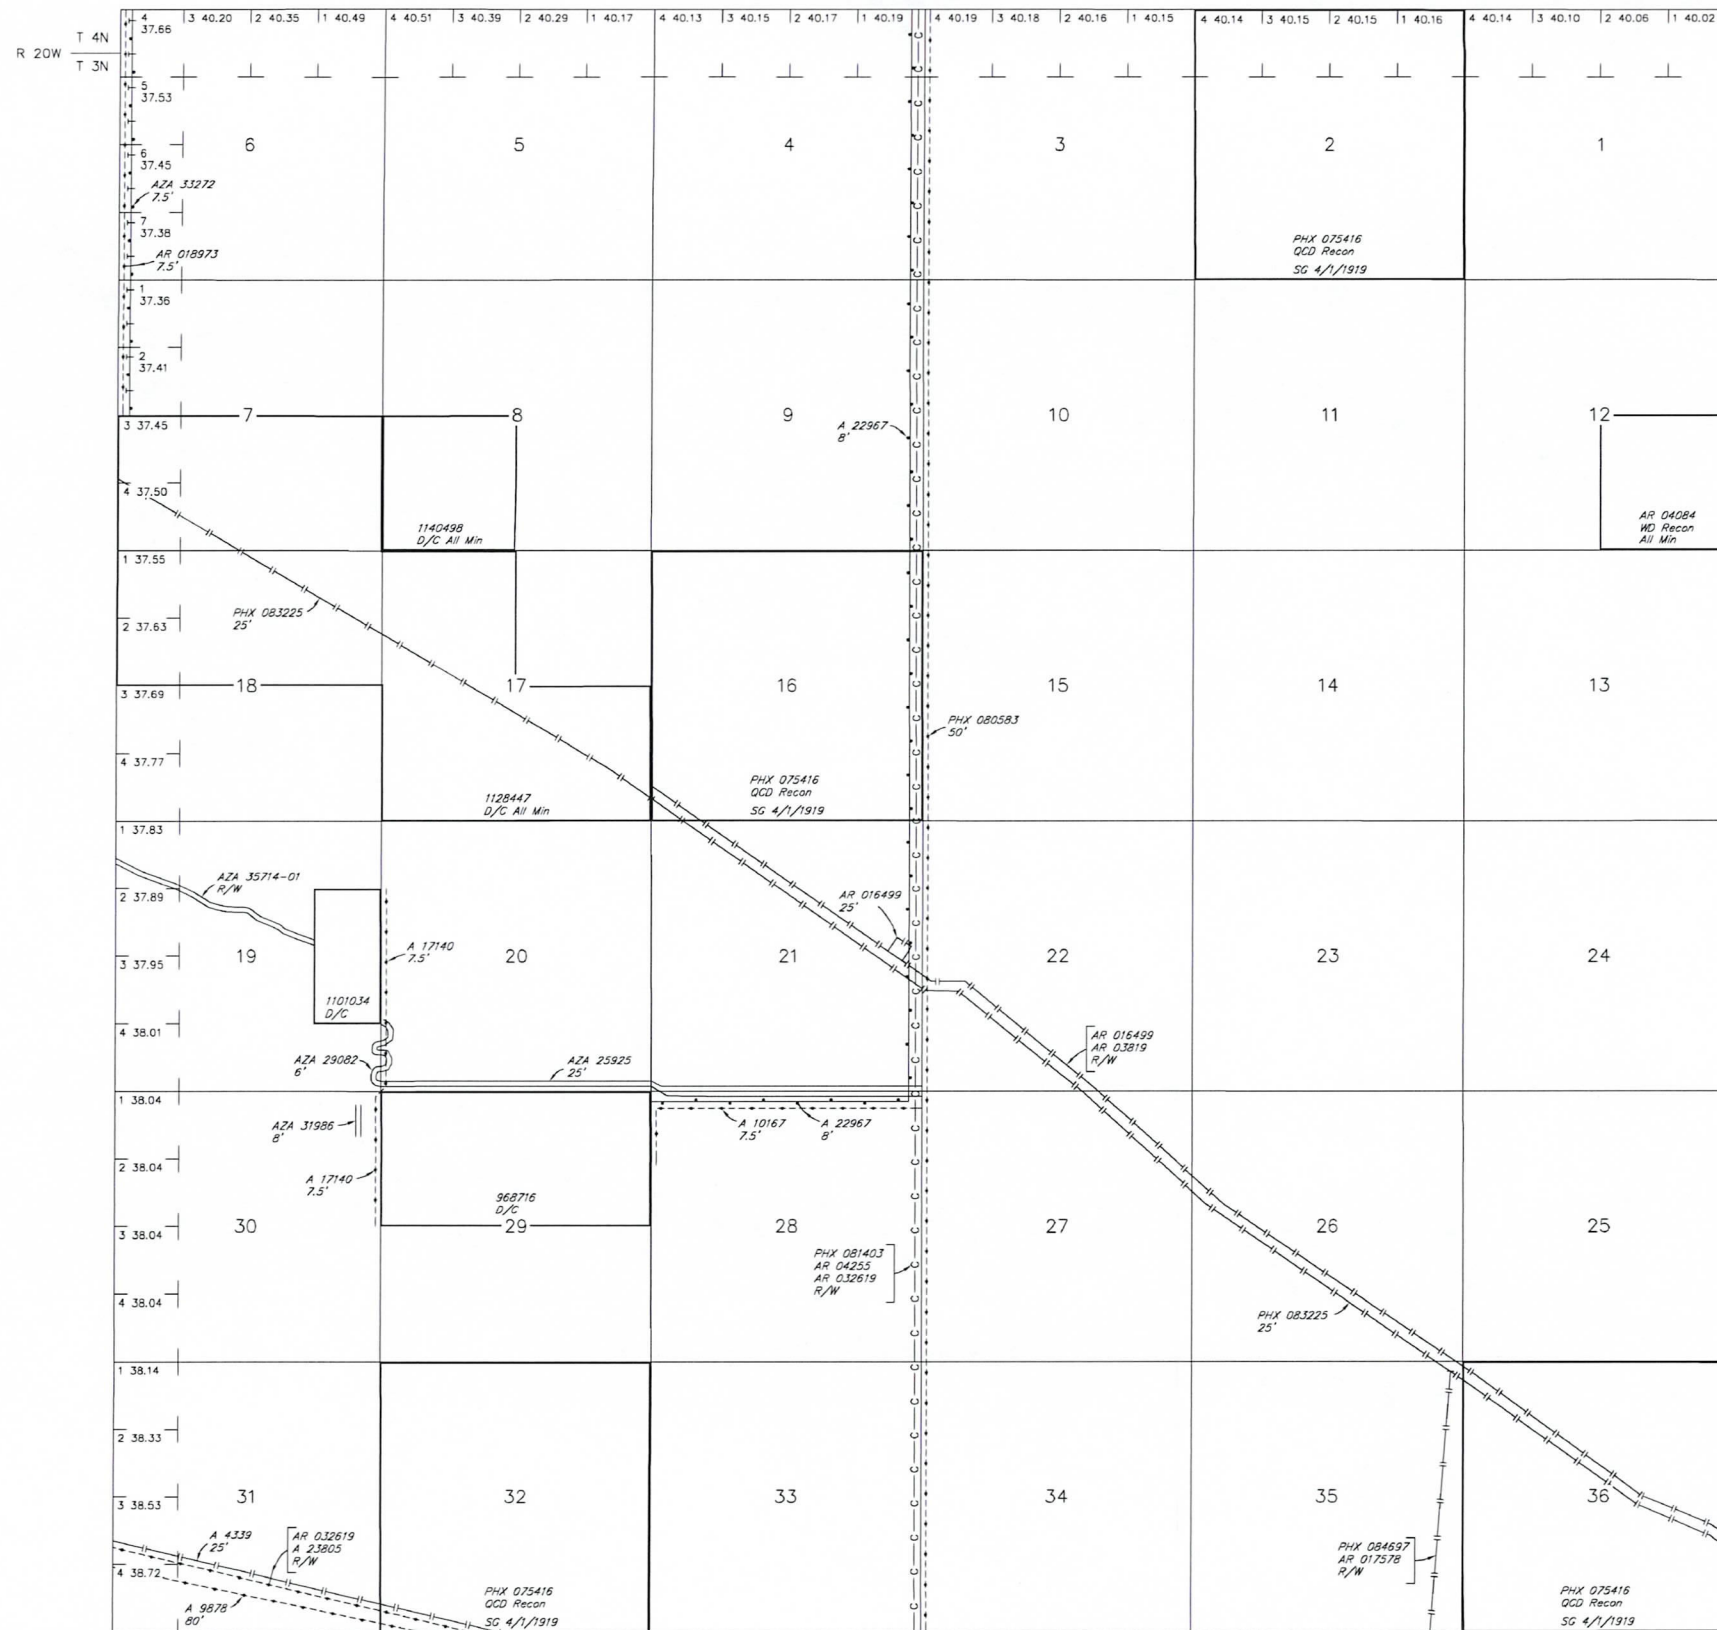 4 | 3 40.20 | 2 40.35 | 1 40.49 | 4 40.51 | 3 40.39 | 2 40.29 | 1 40.17 | 4 40.13 | 3 40.15 | 2 40.17 | 1 40.19 | 4 40.19 | 3 40.18 | 2 40.16 | 1 40.15 | 4 40.14 | 3 40.15 | 2 40.15 | 1 40.16 | 4 40.14 | 3 40.10 | 2 40.06 | 1 40.02
37.66
T 4N
R 20W
T 3N
5
37.53
6 5 4 3 2 1
6
37.45
AZA 33272
7.5'
7
37.38
AR 018973
7.5'
PHX 075416
QCD Recon
SG 4/1/1919
1
37.36
2
37.41
7 8 9 10 11 12
3 37.45
A 22967
8'
4 37.50
1140498
D/C All Min
AR 04084
WD Recon
All Min
1 37.55
PHX 083225
25'
2 37.63
18 17 16 15 14 13
3 37.69
PHX 080583
50'
4 37.77
1128447
D/C All Min
PHX 075416
QCD Recon
SG 4/1/1919
1 37.83
AZA 35714-01
R/W
2 37.89
AR 016499
25'
A 17140
7.5'
19 20 21 22 23 24
3 37.95
1101034
D/C
4 38.01
AZA 29082
6'
AZA 25925
25'
AR 016499
AR 03819
R/W
1 38.04
AZA 31986
8'
A 10167
7.5'
A 22967
8'
2 38.04
A 17140
7.5'
968716
D/C
30 29 28 27 26 25
3 38.04
PHX 081403
AR 04255
AR 032619
R/W
4 38.04
PHX 083225
25'
1 38.14
2 38.33
31 32 33 34 35 36
3 38.53
A 4339
25'
AR 032619
A 23805
R/W
PHX 084697
AR 017578
R/W
4 38.72
A 9878
80'
PHX 075416
QCD Recon
SG 4/1/1919
PHX 075416
QCD Recon
SG 4/1/1919
C C C C C C C C C C C C C C C C C C C C C C C C C C C C C C C C C C C C C C C C C C C C C C C C